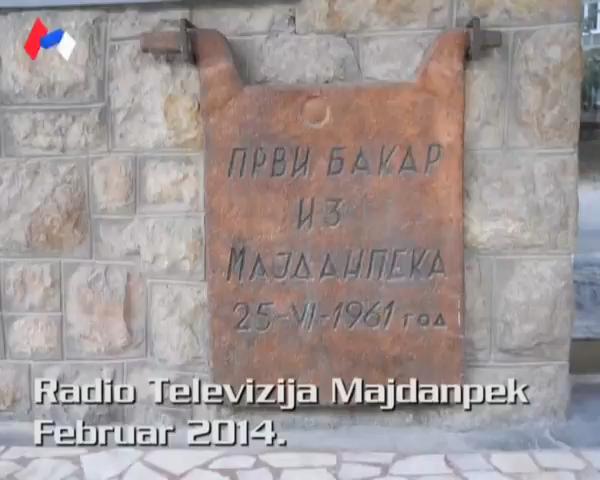 ПРВИ БАКАР
ИЗ
МАЈДАНПЕКА
25-VI-1961 год
Radio Televizija Majdanpek
Februar 2014.